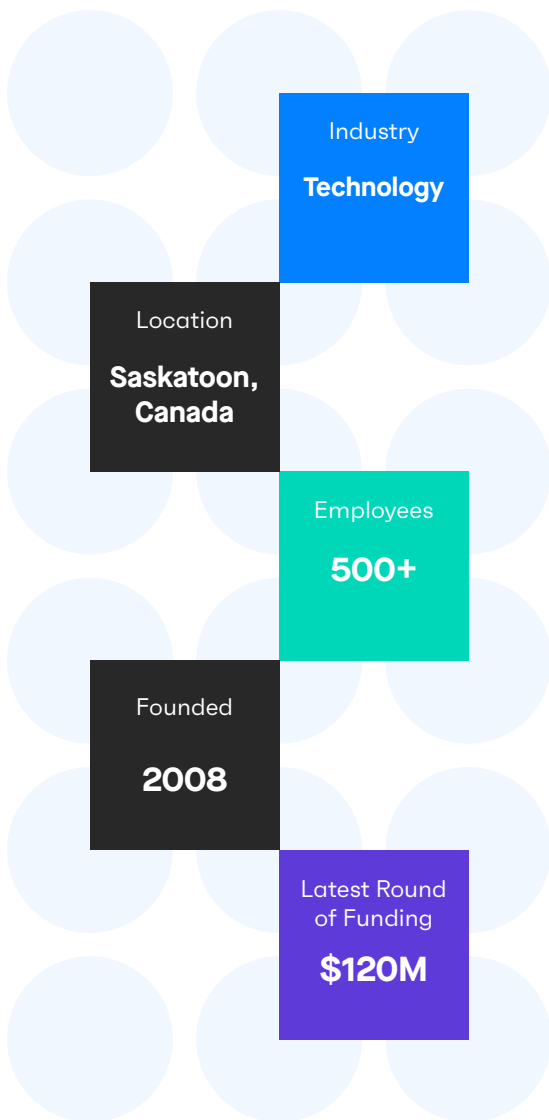 Industry
Technology
Location
Saskatoon,
Canada
Employees
500+
Founded
2008
Latest Round
of Funding
$120M